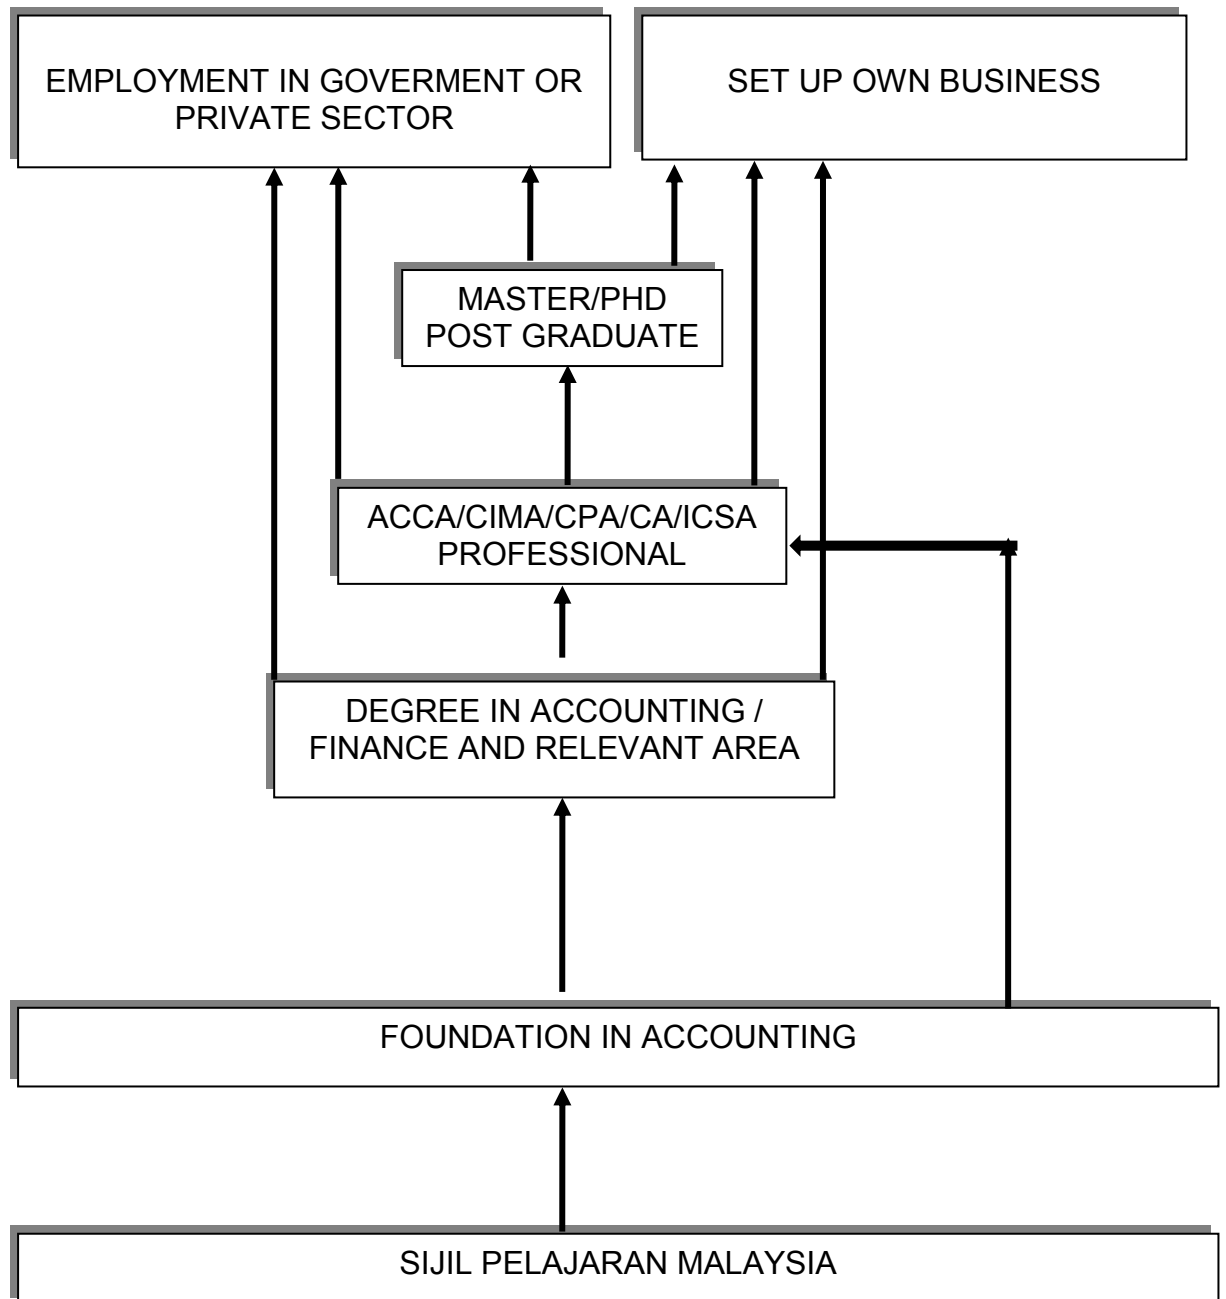 EMPLOYMENT IN GOVERMENT OR
PRIVATE SECTOR
SET UP OWN BUSINESS
MASTER/PHD
POST GRADUATE
ACCA/CIMA/CPA/CA/ICSA
PROFESSIONAL
DEGREE IN ACCOUNTING /
FINANCE AND RELEVANT AREA
FOUNDATION IN ACCOUNTING
SIJIL PELAJARAN MALAYSIA